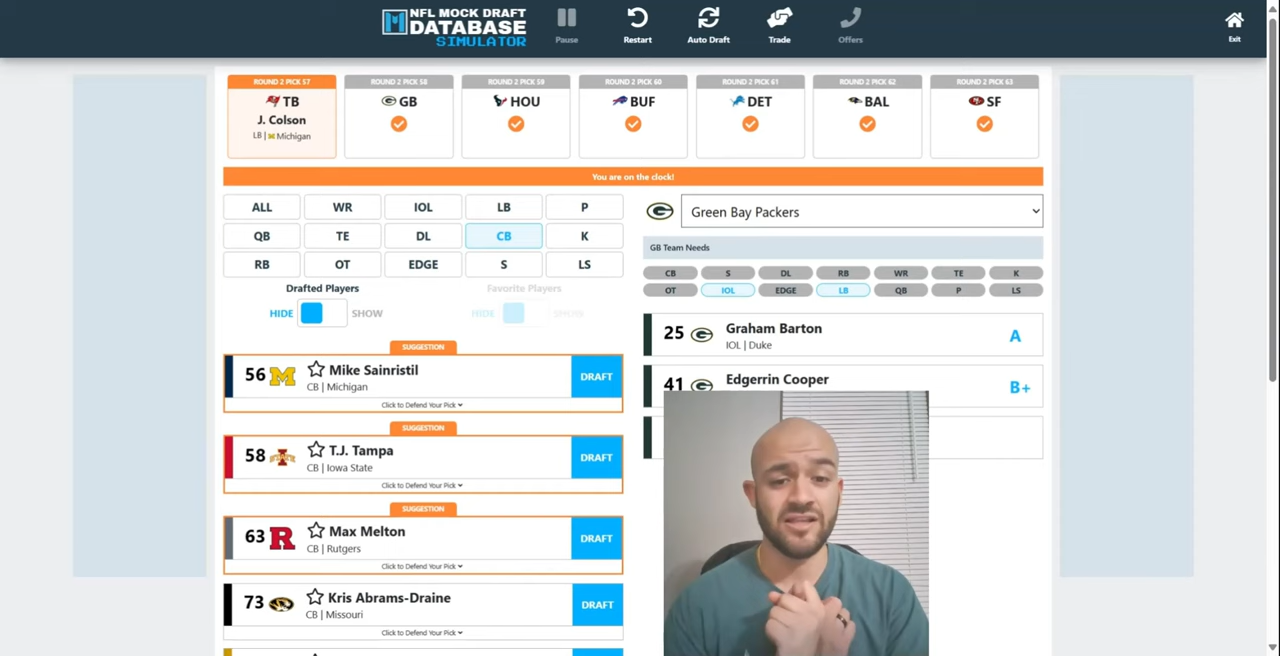 NFL MOCK DRAFT
DATABASE
SIMULATOR
Pause
Restart
Auto Draft
Trade
Offers
Exit
ROUND 2 PICK 57
TB
J. Colson
LB | Michigan
ROUND 2 PICK 58
GB
ROUND 2 PICK 59
HOU
ROUND 2 PICK 60
BUF
ROUND 2 PICK 61
DET
ROUND 2 PICK 62
BAL
ROUND 2 PICK 63
SF
You are on the clock!
ALL WR IOL LB P
QB TE DL CB K
RB OT EDGE S LS
Drafted Players
HIDE SHOW
Favorite Players
HIDE SHOW
SUGGESTION
56 Mike Sainristil
CB | Michigan
DRAFT
Click to Defend Your Pick
SUGGESTION
58 T.J. Tampa
CB | Iowa State
DRAFT
Click to Defend Your Pick
SUGGESTION
63 R Max Melton
CB | Rutgers
DRAFT
Click to Defend Your Pick
73 Kris Abrams-Draine
CB | Missouri
DRAFT
Click to Defend Your Pick
Green Bay Packers
GB Team Needs
CB S DL RB WR TE K
OT IOL EDGE LB QB P LS
25 Graham Barton
IOL | Duke
A
41 Edgerrin Cooper
B+